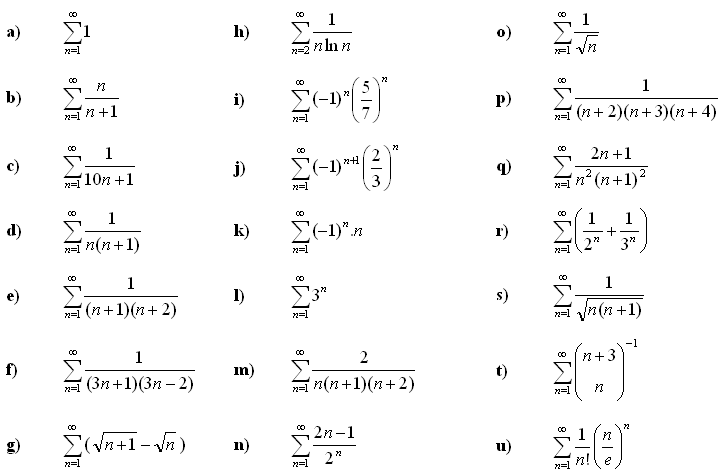 a) $\sum_{n=1}^{\infty} 1$
h) $\sum_{n=2}^{\infty} \frac{1}{n \ln n}$
o) $\sum_{n=1}^{\infty} \frac{1}{\sqrt{n}}$
b) $\sum_{n=1}^{\infty} \frac{n}{n+1}$
i) $\sum_{n=1}^{\infty} (-1)^n \left(\frac{5}{7}\right)^n$
p) $\sum_{n=1}^{\infty} \frac{1}{(n+2)(n+3)(n+4)}$
c) $\sum_{n=1}^{\infty} \frac{1}{10n+1}$
j) $\sum_{n=1}^{\infty} (-1)^{n+1} \left(\frac{2}{3}\right)^n$
q) $\sum_{n=1}^{\infty} \frac{2n+1}{n^2(n+1)^2}$
d) $\sum_{n=1}^{\infty} \frac{1}{n(n+1)}$
k) $\sum_{n=1}^{\infty} (-1)^n .n$
r) $\sum_{n=1}^{\infty} \left(\frac{1}{2^n}+\frac{1}{3^n}\right)$
e) $\sum_{n=1}^{\infty} \frac{1}{(n+1)(n+2)}$
l) $\sum_{n=1}^{\infty} 3^n$
s) $\sum_{n=1}^{\infty} \frac{1}{\sqrt{n(n+1)}}$
f) $\sum_{n=1}^{\infty} \frac{1}{(3n+1)(3n-2)}$
m) $\sum_{n=1}^{\infty} \frac{2}{n(n+1)(n+2)}$
t) $\sum_{n=1}^{\infty} \binom{n+3}{n}^{-1}$
g) $\sum_{n=1}^{\infty} (\sqrt{n+1}-\sqrt{n})$
n) $\sum_{n=1}^{\infty} \frac{2n-1}{2^n}$
u) $\sum_{n=1}^{\infty} \frac{1}{n!} \left(\frac{n}{e}\right)^n$